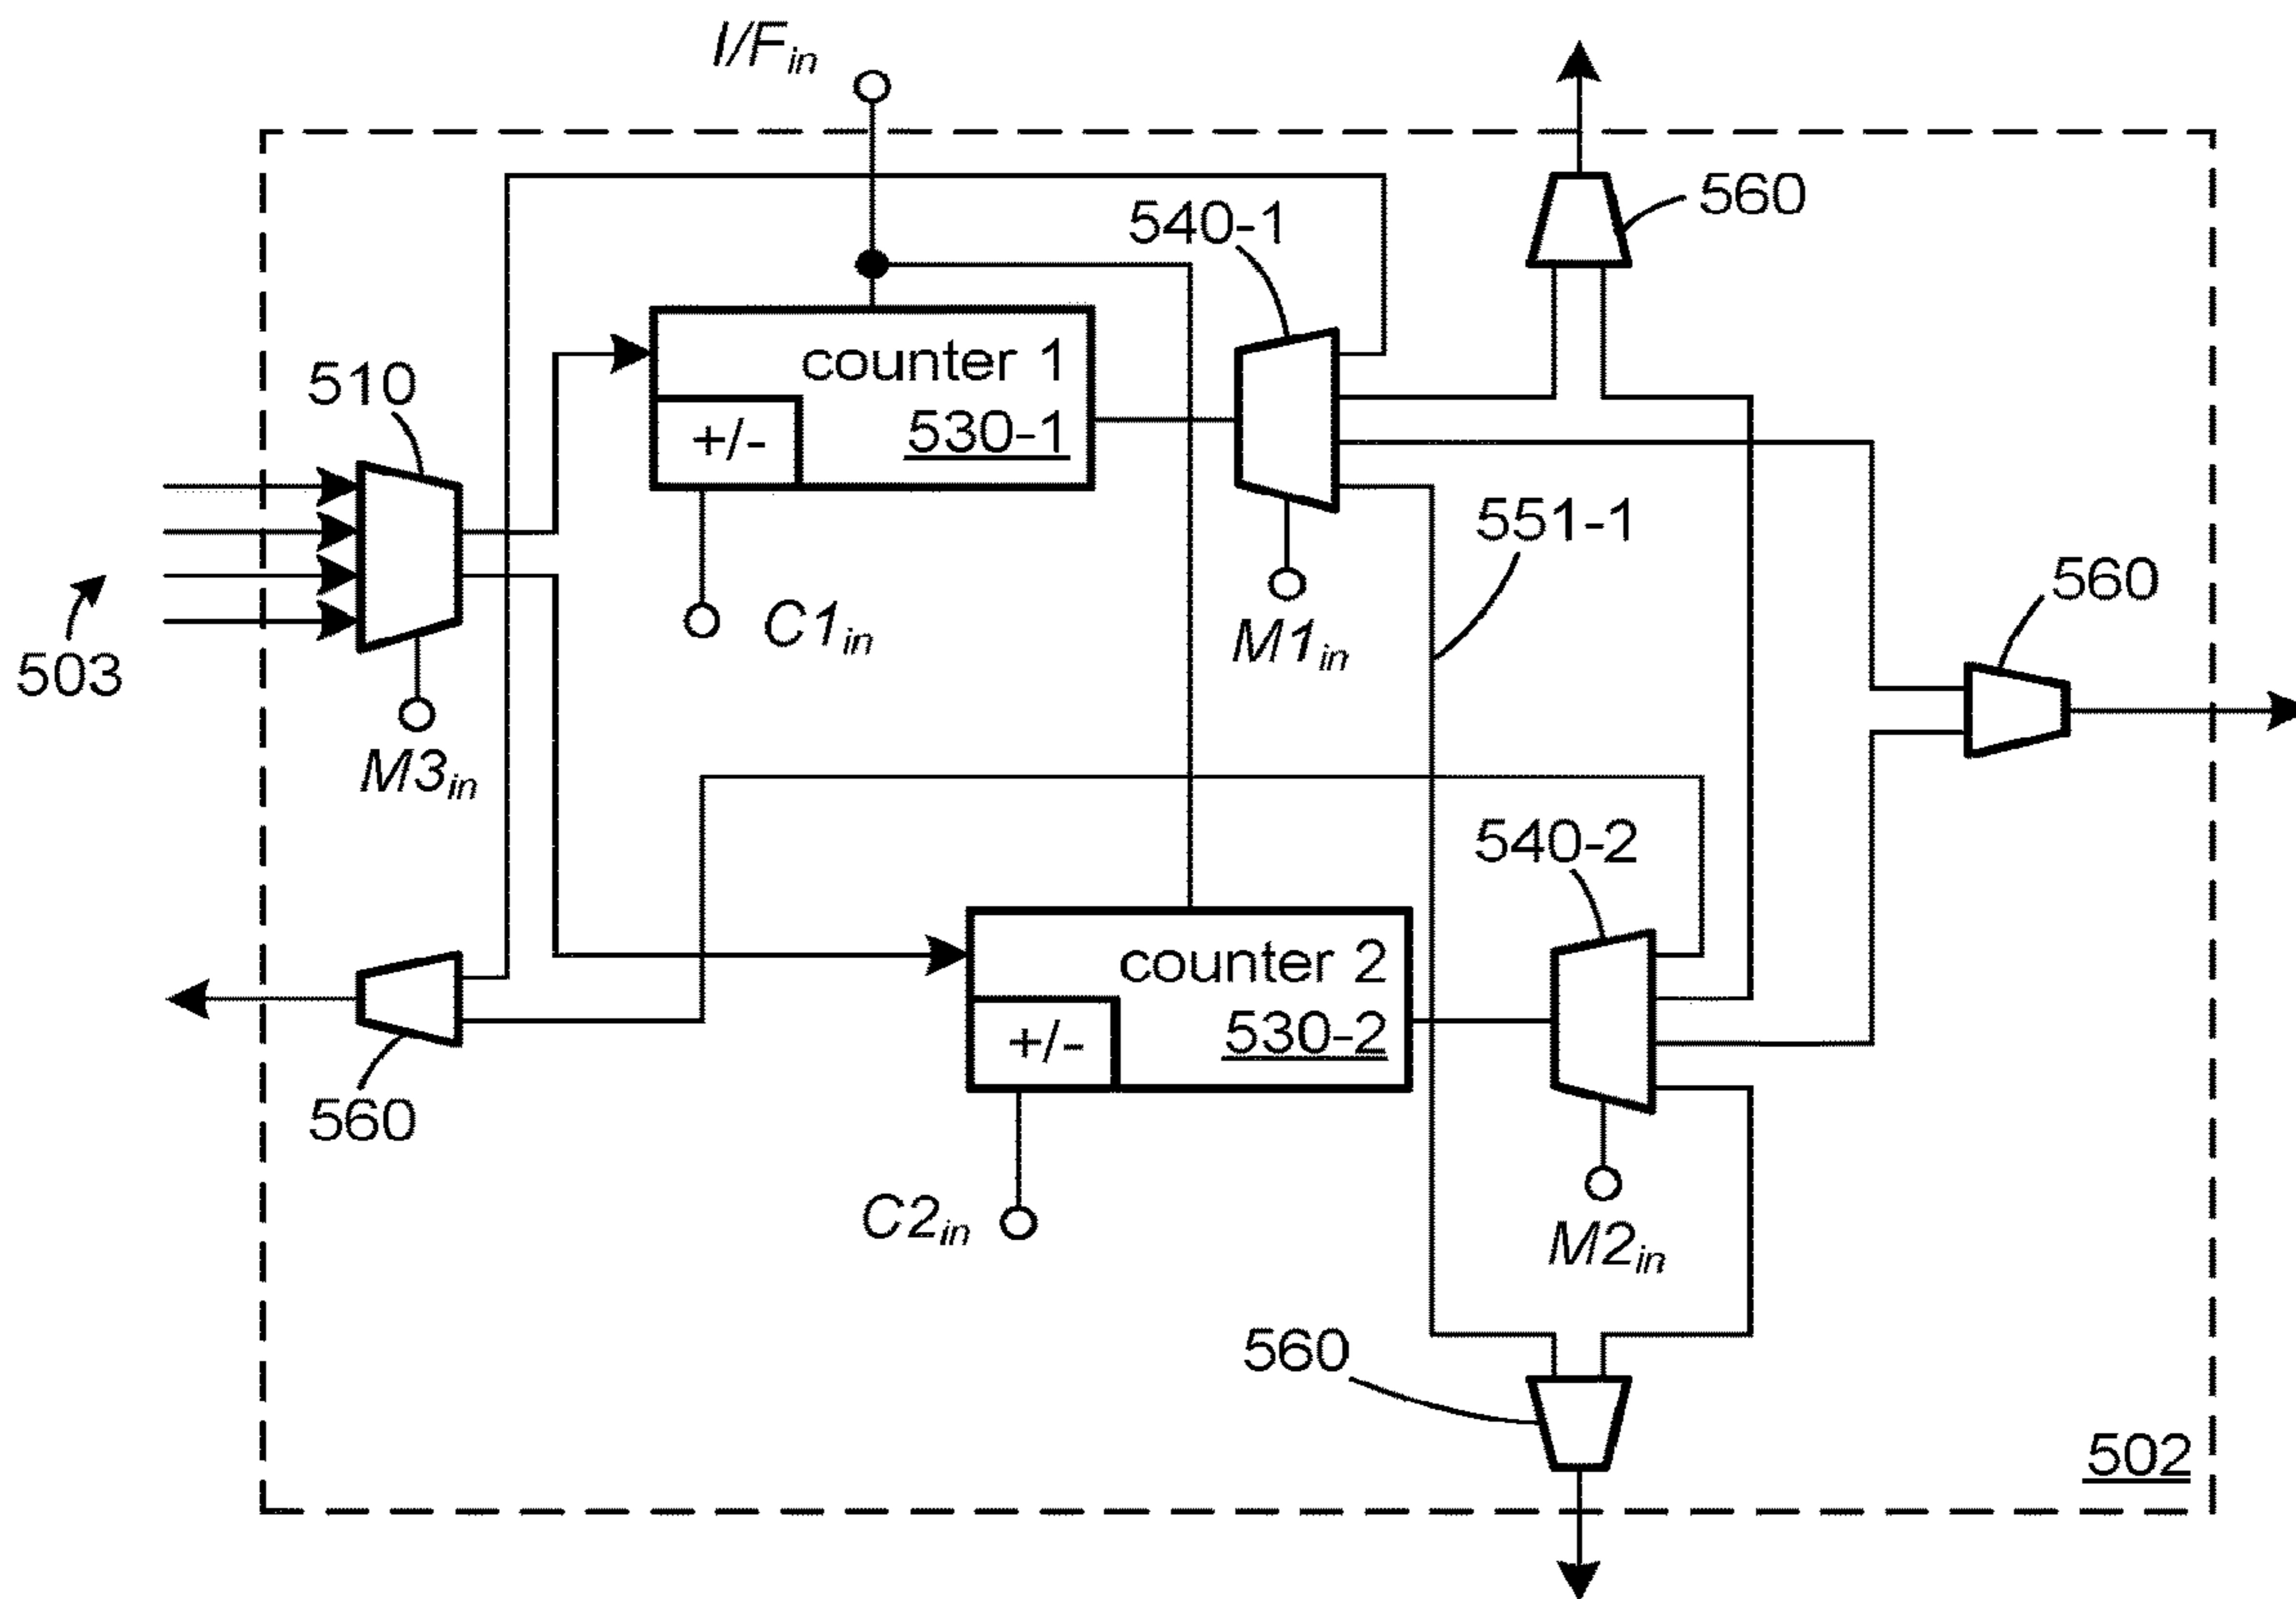 I/Fin
560
540-1
counter 1
510
530-1
+/-
551-1
560
C1in
M1in
503
M3in
540-2
counter 2
530-2
+/-
560
C2in
M2in
560
502